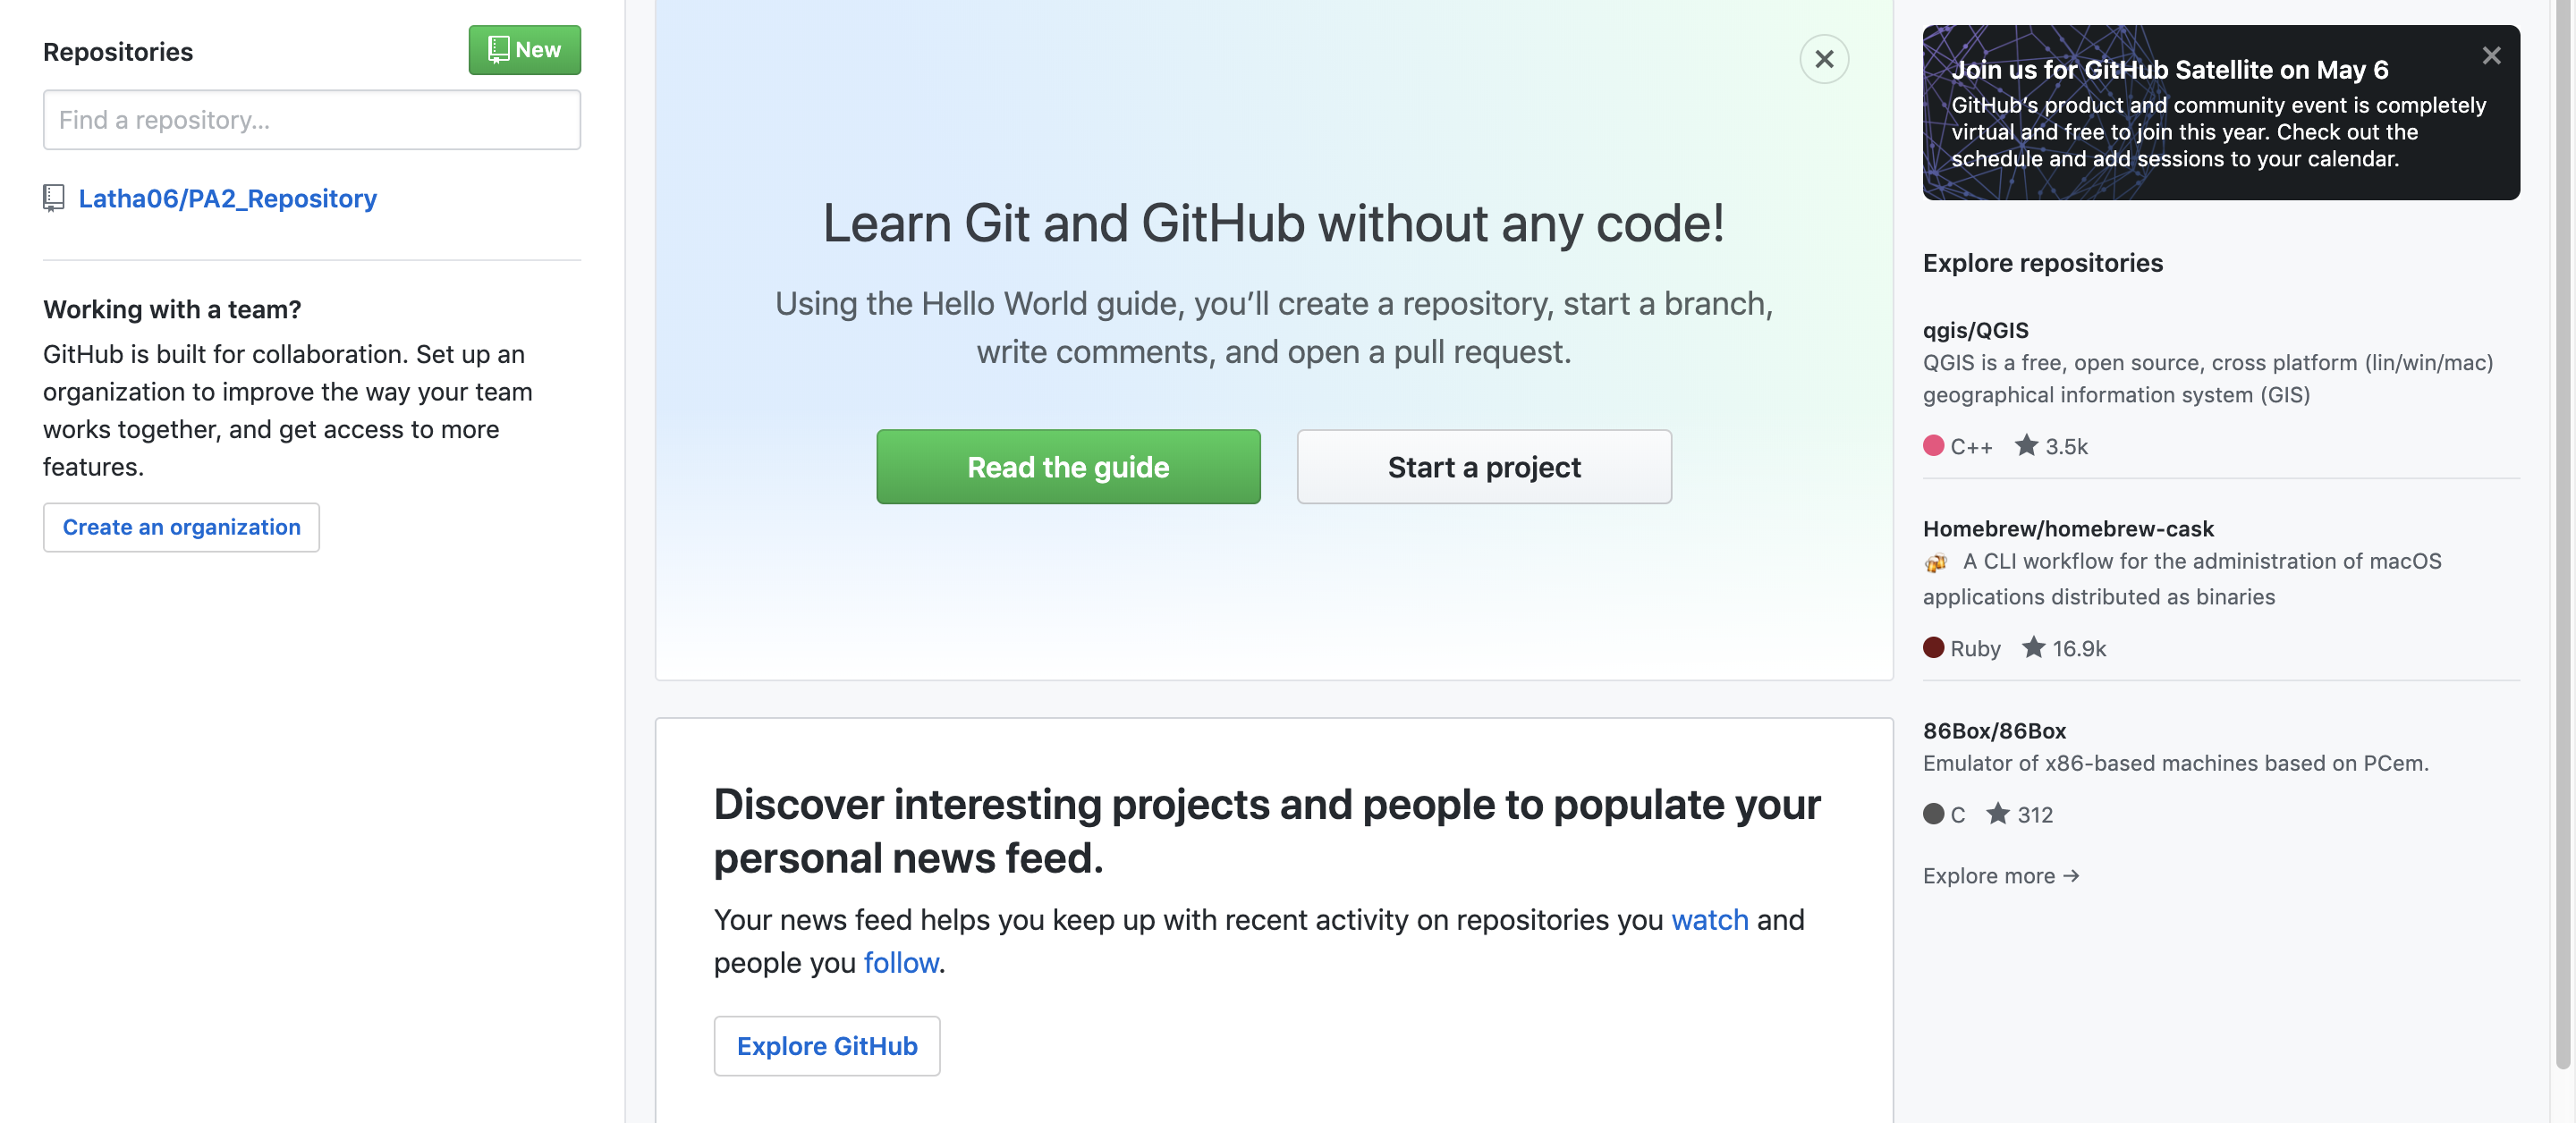 Repositories
New
Find a repository...
Latha06/PA2_Repository
Working with a team?
GitHub is built for collaboration. Set up an
organization to improve the way your team
works together, and get access to more
features.
Create an organization
Learn Git and GitHub without any code!
Using the Hello World guide, you’ll create a repository, start a branch,
write comments, and open a pull request.
Read the guide
Start a project
Discover interesting projects and people to populate your
personal news feed.
Your news feed helps you keep up with recent activity on repositories you watch and
people you follow.
Explore GitHub
Join us for GitHub Satellite on May 6
GitHub’s product and community event is completely
virtual and free to join this year. Check out the
schedule and add sessions to your calendar.
Explore repositories
qgis/QGIS
QGIS is a free, open source, cross platform (lin/win/mac)
geographical information system (GIS)
C++ 3.5k
Homebrew/homebrew-cask
A CLI workflow for the administration of macOS
applications distributed as binaries
Ruby 16.9k
86Box/86Box
Emulator of x86-based machines based on PCem.
C 312
Explore more →